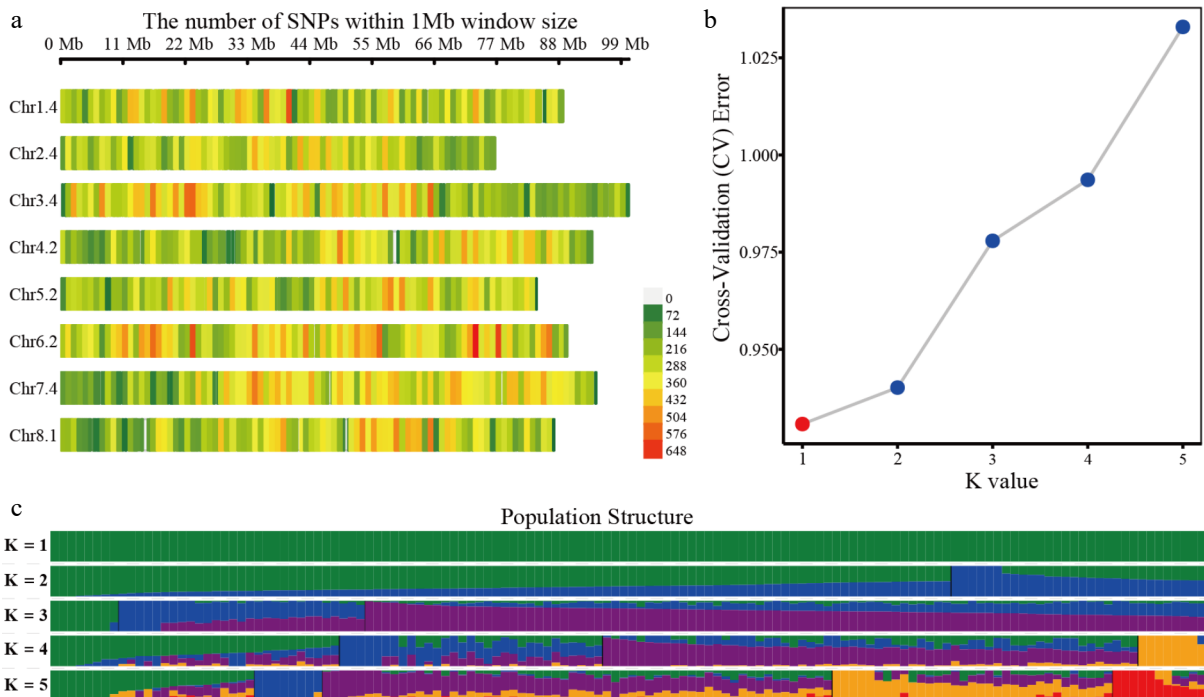 a
The number of SNPs within 1Mb window size
0 Mb 11 Mb 22 Mb 33 Mb 44 Mb 55 Mb 66 Mb 77 Mb 88 Mb 99 Mb
Chr1.4
Chr2.4
Chr3.4
Chr4.2
Chr5.2
Chr6.2
Chr7.4
Chr8.1
0
72
144
216
288
360
432
504
576
648
b
Cross-Validation (CV) Error
1.025
1.000
0.975
0.950
1 2 3 4 5
K value
c
Population Structure
K = 1
K = 2
K = 3
K = 4
K = 5